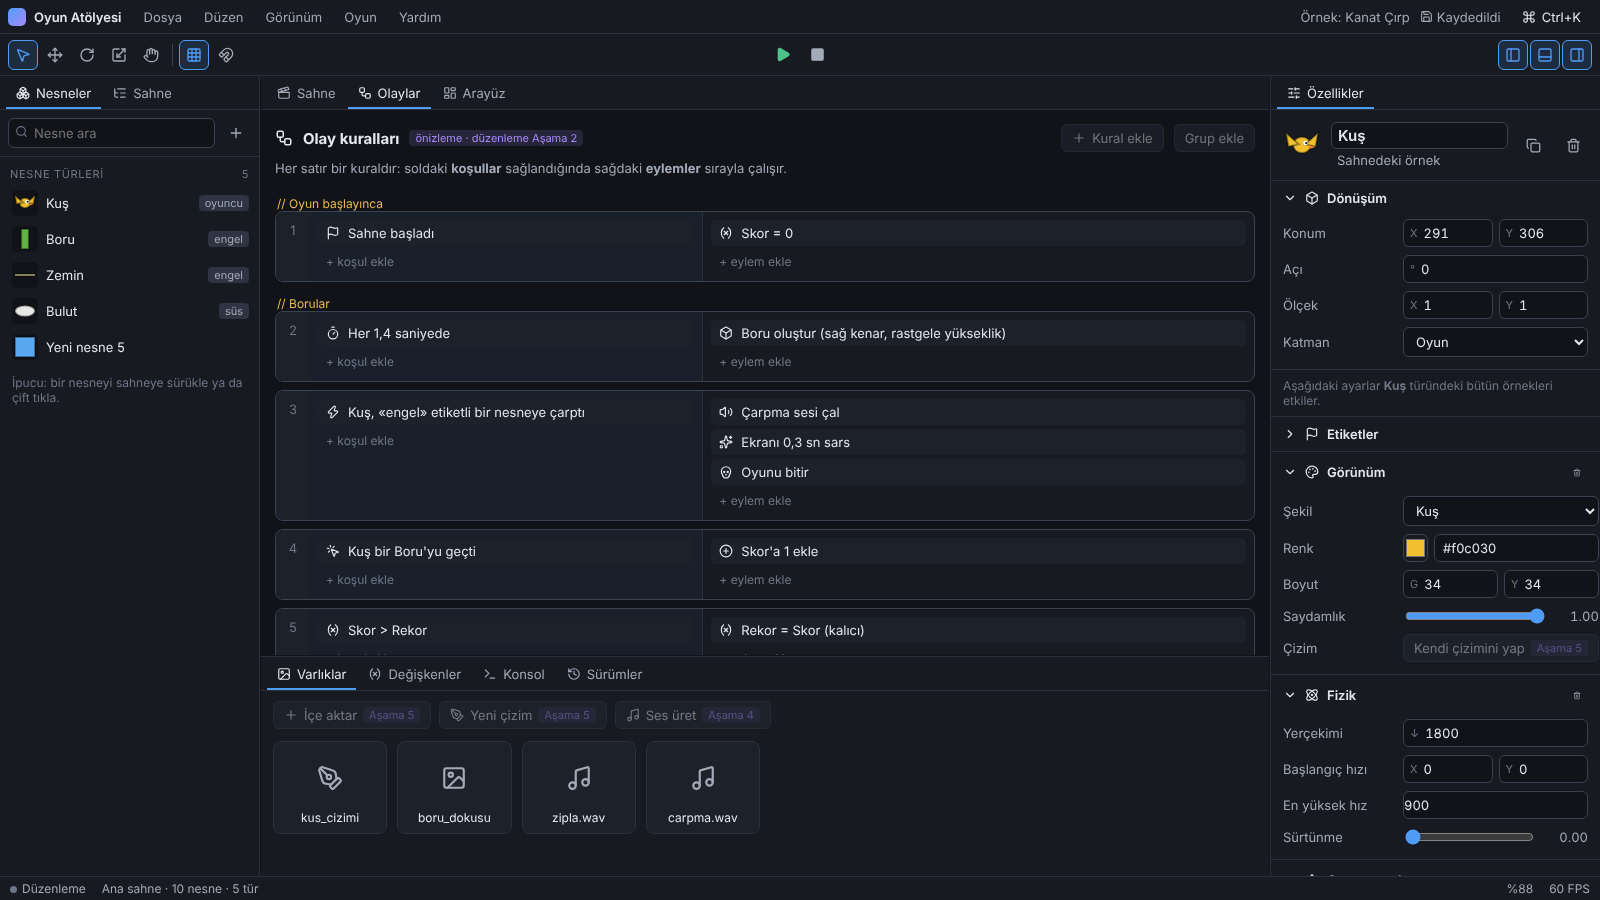 Oyun Atölyesi Dosya Düzen Görünüm Oyun Yardım Örnek: Kanat Çırp Kaydedildi ⌘ Ctrl+K
Nesneler Sahne
Nesne ara
NESNE TÜRLERİ 5
Kuş oyuncu
Boru engel
Zemin engel
Bulut süs
Yeni nesne 5
İpucu: bir nesneyi sahneye sürükle ya da
çift tıkla.
Sahne Olaylar Arayüz
Olay kuralları önizleme · düzenleme Aşama 2 + Kural ekle Grup ekle
Her satır bir kuraldır: soldaki koşullar sağlandığında sağdaki eylemler sırayla çalışır.
// Oyun başlayınca
1 Sahne başladı (x) Skor = 0
+ koşul ekle + eylem ekle
// Borular
2 Her 1,4 saniyede Boru oluştur (sağ kenar, rastgele yükseklik)
+ koşul ekle + eylem ekle
3 Kuş, «engel» etiketli bir nesneye çarptı Çarpma sesi çal
+ koşul ekle Ekranı 0,3 sn sars
Oyunu bitir
+ eylem ekle
4 Kuş bir Boru'yu geçti Skor'a 1 ekle
+ koşul ekle + eylem ekle
5 (x) Skor > Rekor (x) Rekor = Skor (kalıcı)
Varlıklar (x) Değişkenler Konsol Sürümler
+ İçe aktar Aşama 5 Yeni çizim Aşama 5 Ses üret Aşama 4
kus_cizimi boru_dokusu zipla.wav carpma.wav
Özellikler
Kuş
Sahnedeki örnek
Dönüşüm
Konum X 291 Y 306
Açı ° 0
Ölçek X 1 Y 1
Katman Oyun
Aşağıdaki ayarlar Kuş türündeki bütün örnekleri
etkiler.
Etiketler
Görünüm
Şekil Kuş
Renk #f0c030
Boyut G 34 Y 34
Saydamlık 1.00
Çizim Kendi çizimini yap Aşama 5
Fizik
Yerçekimi ↓ 1800
Başlangıç hızı X 0 Y 0
En yüksek hız 900
Sürtünme 0.00
Düzenleme Ana sahne · 10 nesne · 5 tür %88 60 FPS